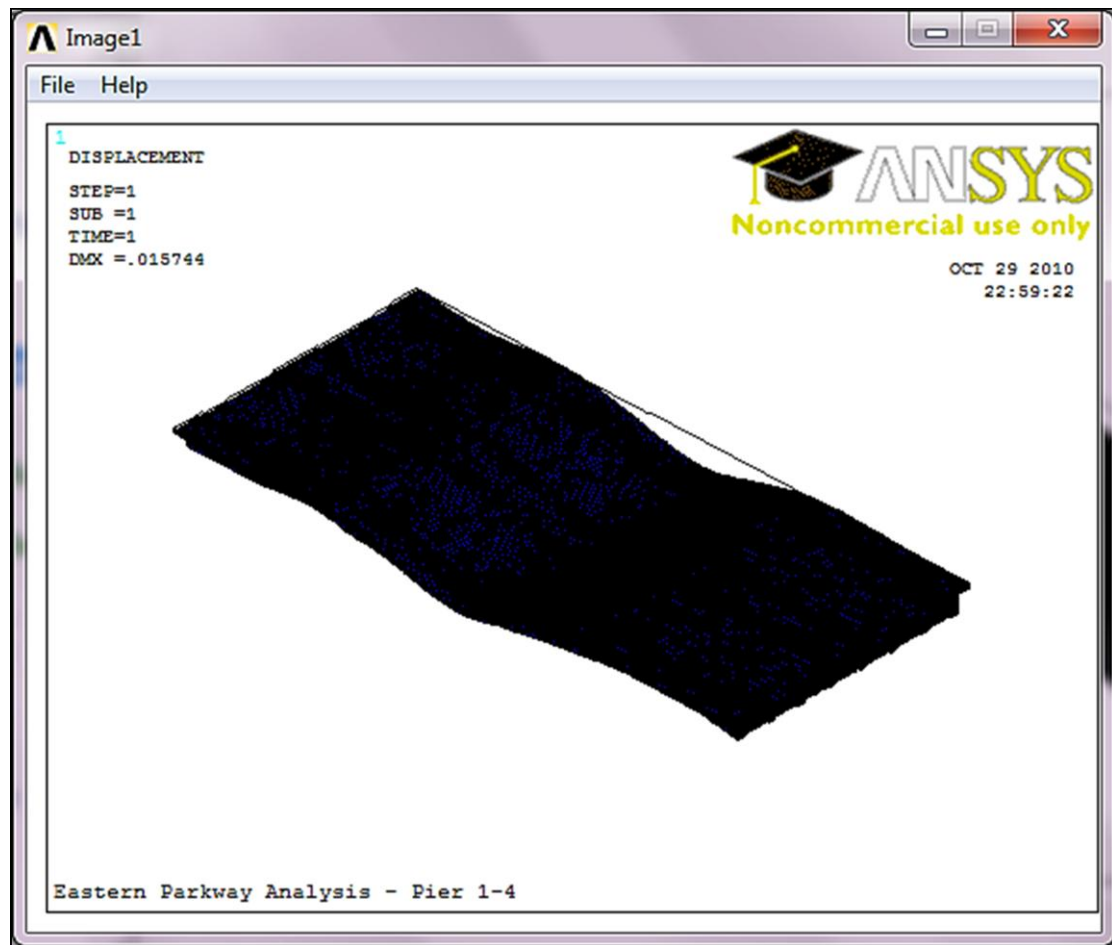 Image1
File Help
1
DISPLACEMENT
STEP=1
SUB =1
TIME=1
DMX =.015744
ANSYS
Noncommercial use only
OCT 29 2010
22:59:22
Eastern Parkway Analysis - Pier 1-4